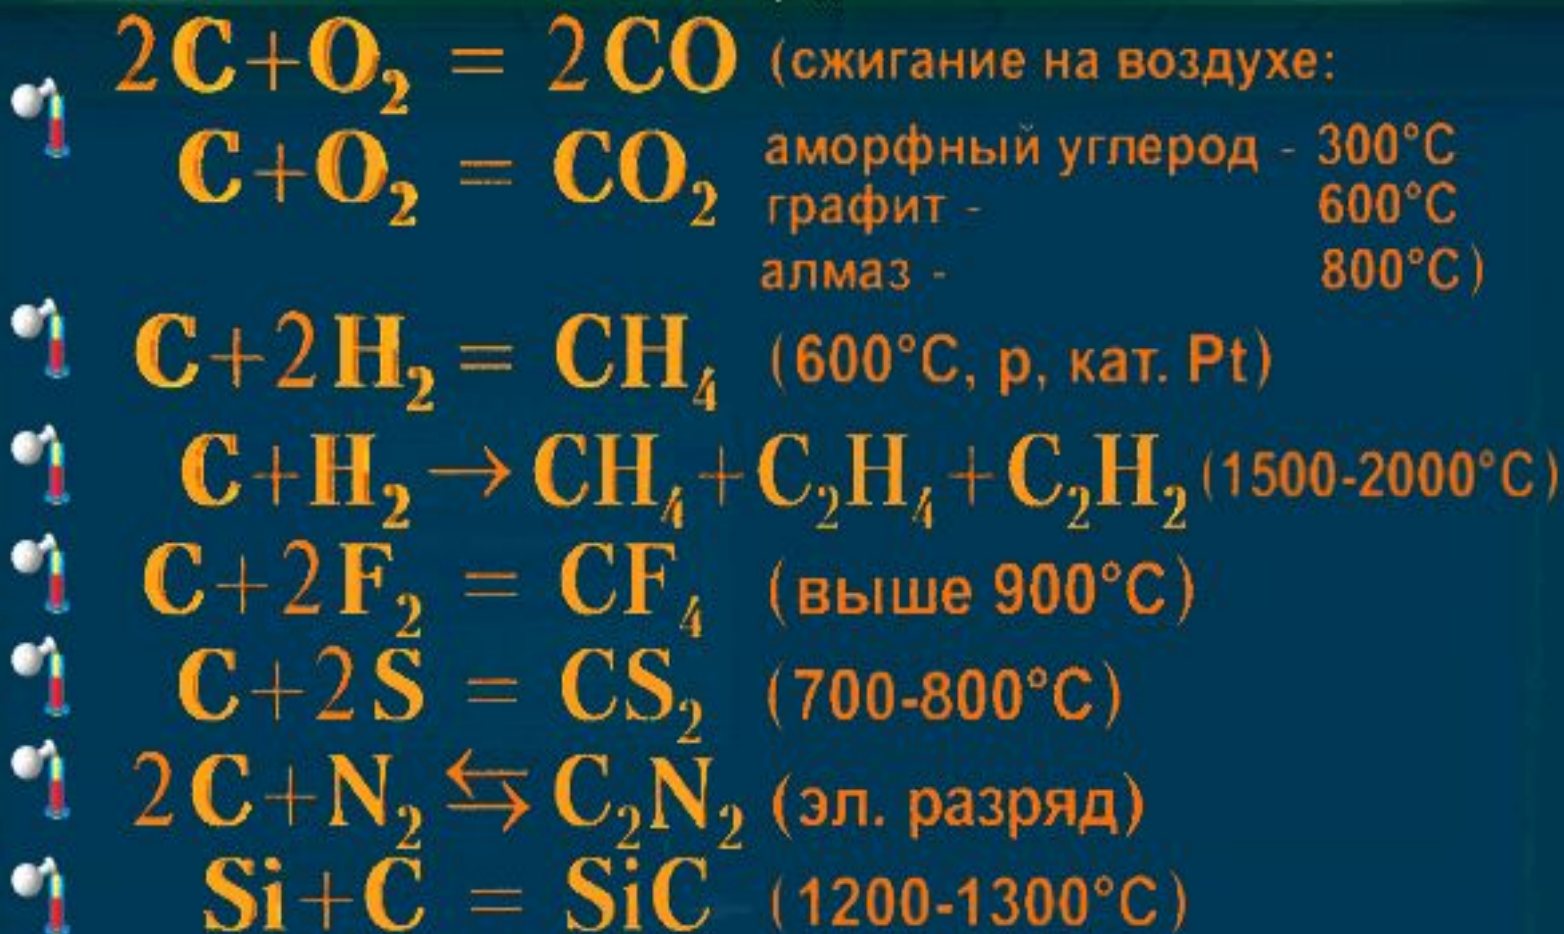 2C+O₂ = 2CO (сжигание на воздухе:
C+O₂ = CO₂ аморфный углерод - 300°C
графит - 600°C
алмаз - 800°C)
C+2H₂ = CH₄ (600°C, p, кат. Pt)
C+H₂ → CH₄+C₂H₄+C₂H₂ (1500-2000°C)
C+2F₂ = CF₄ (выше 900°C)
C+2S = CS₂ (700-800°C)
2C+N₂ ⇆ C₂N₂ (эл. разряд)
Si+C = SiC (1200-1300°C)